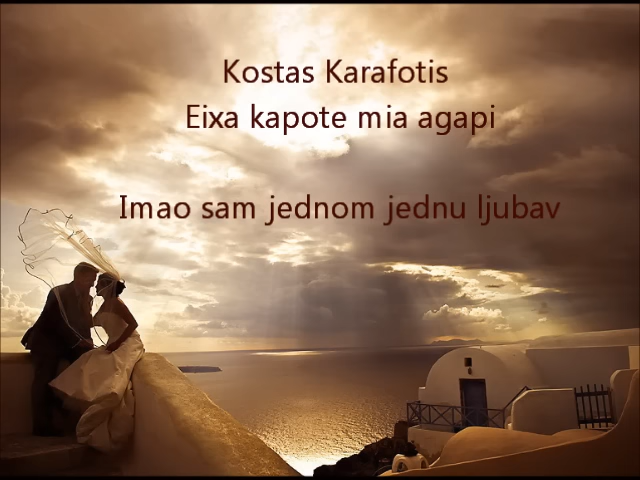 Kostas Karafotis
Eixa kapote mia agapi
Imao sam jednom jednu ljubav